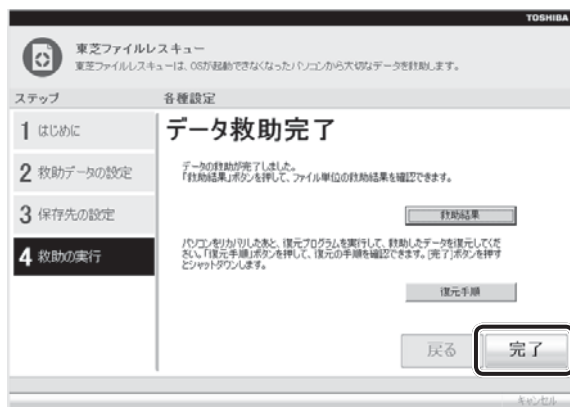 TOSHIBA
東芝ファイルレスキュー
東芝ファイルレスキューは、OSが起動できなくなったパソコンから大切なデータを救助します。
ステップ
各種設定
1 はじめに
2 救助データの設定
3 保存先の設定
4 救助の実行
データ救助完了
データの救助が完了しました。
「救助結果」ボタンを押して、ファイル単位の救助結果を確認できます。
救助結果
パソコンをリカバリしたあと、復元プログラムを実行して、救助したデータを復元してくだ
さい。「復元手順」ボタンを押して、復元の手順を確認できます。[完了]ボタンを押す
とシャットダウンします。
復元手順
戻る
完了
キャンセル